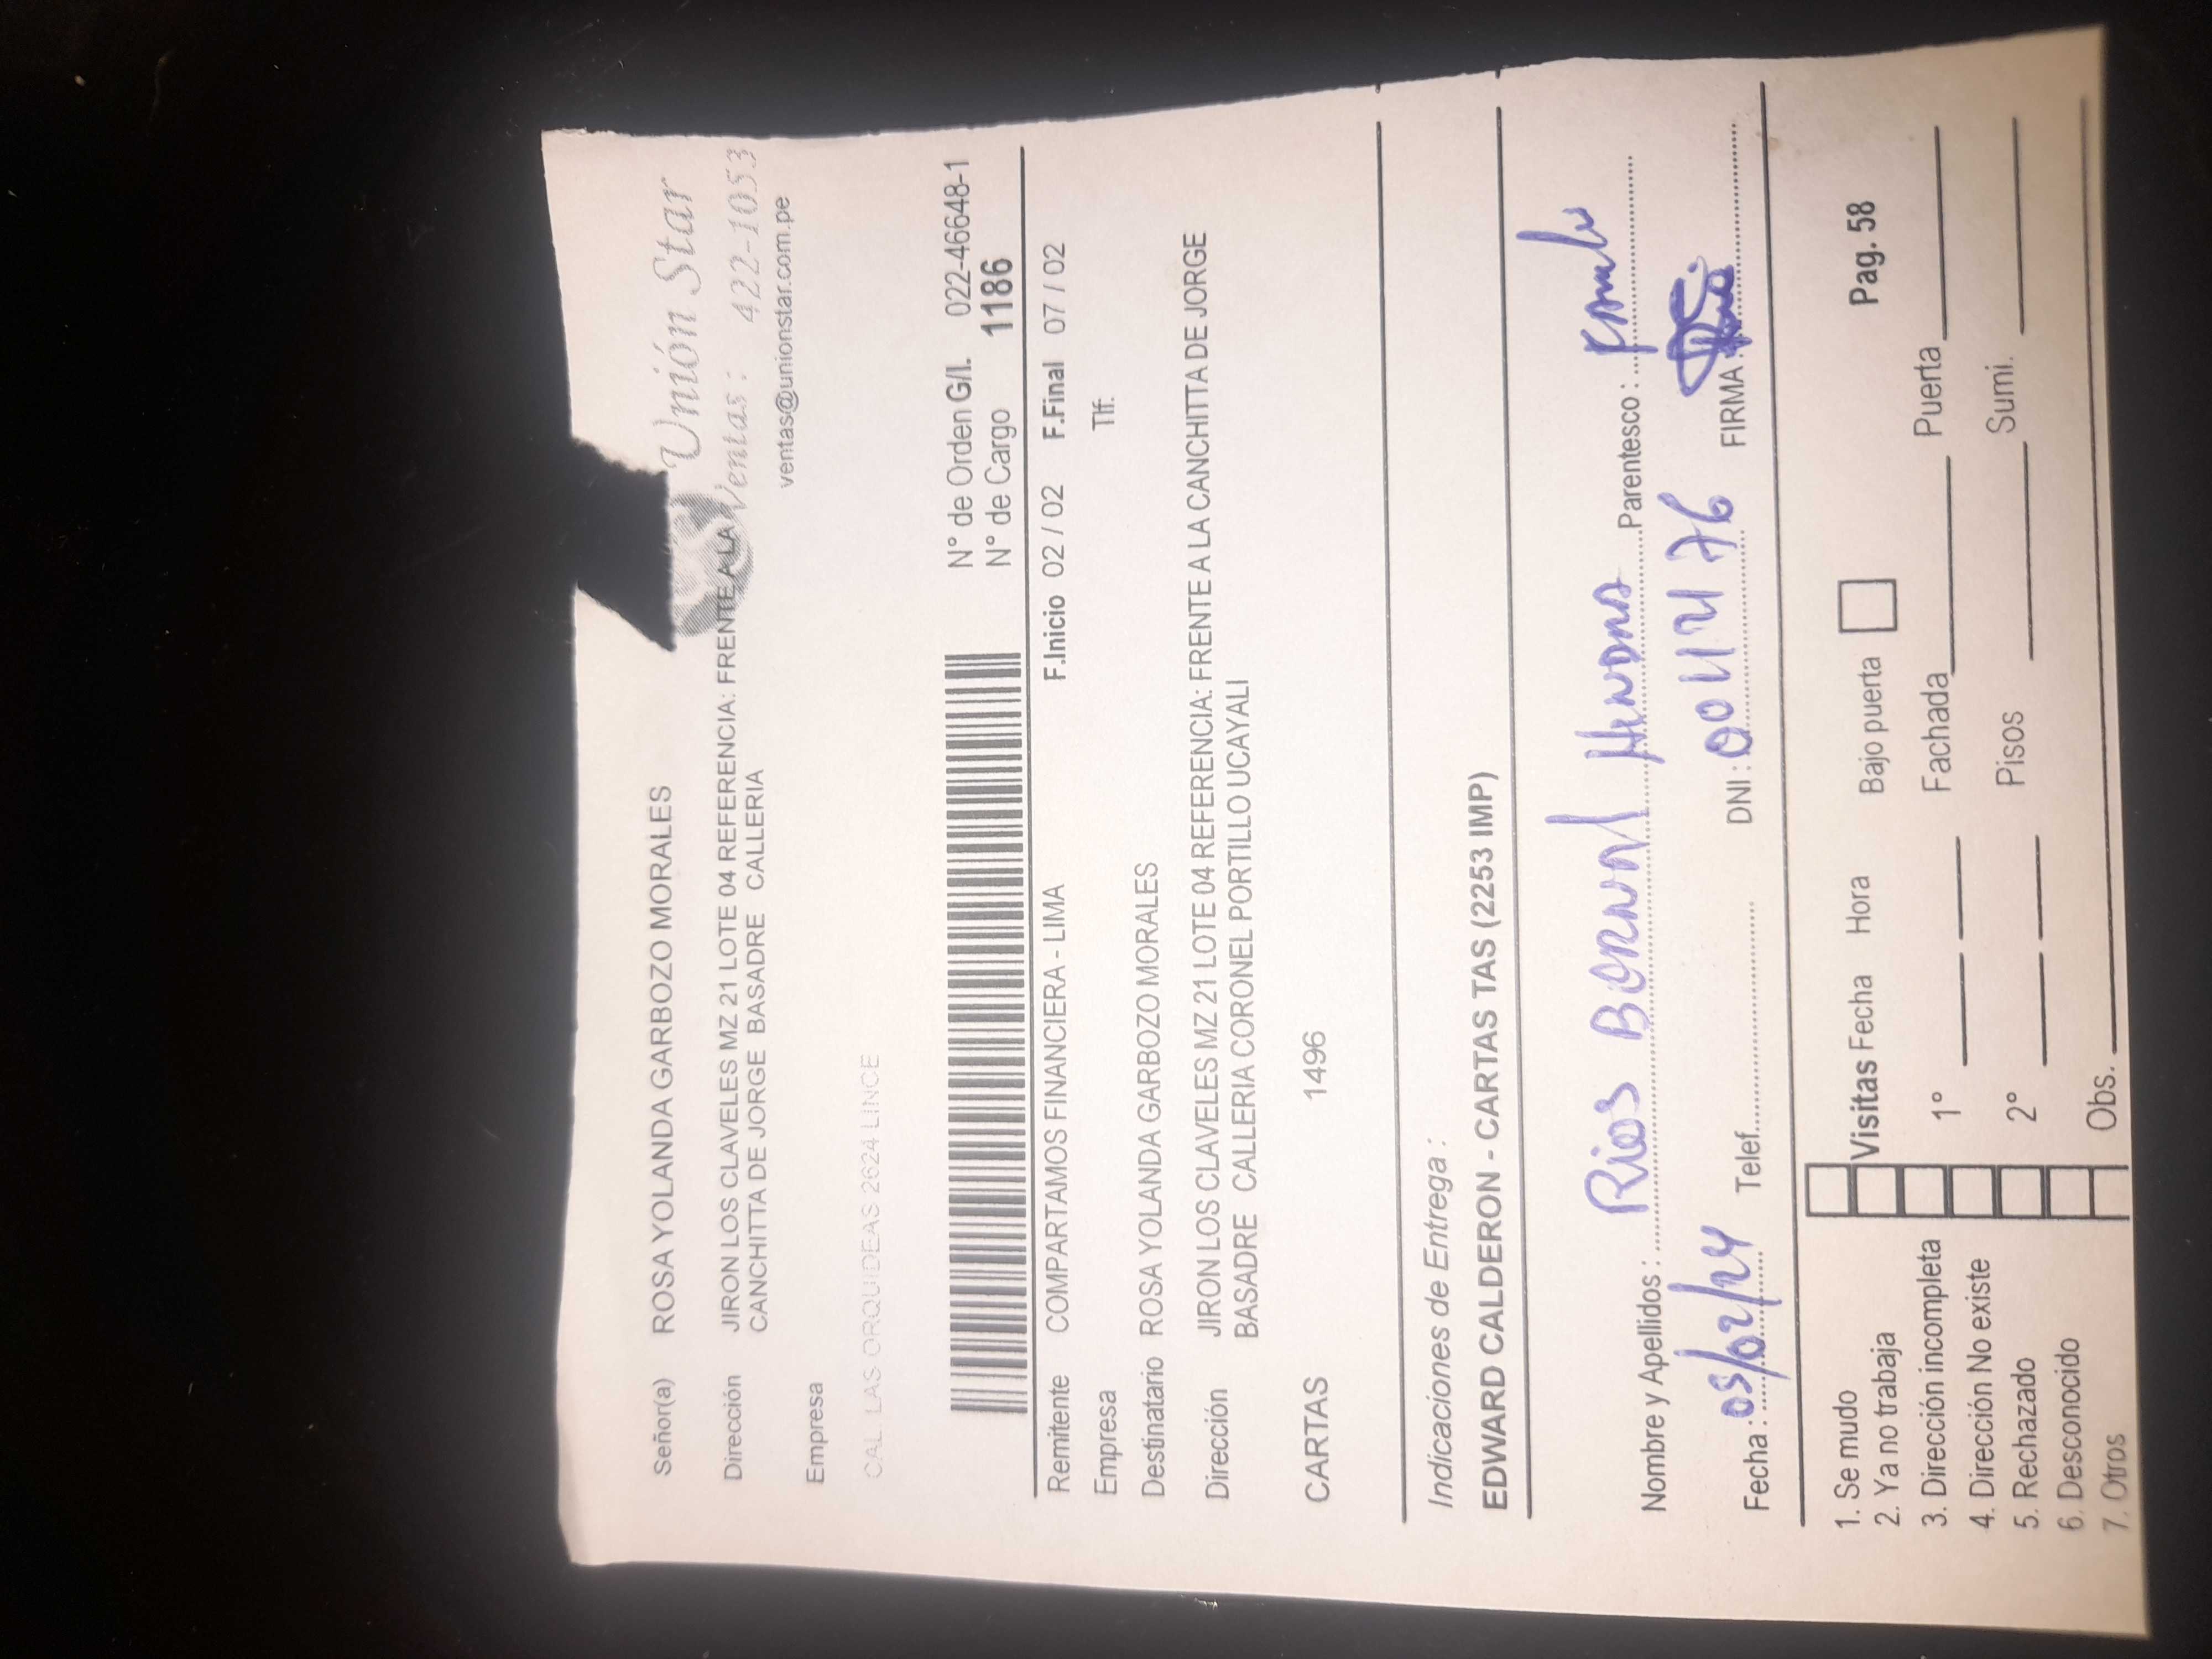 Señor(a) ROSA YOLANDA GARBOZO MORALES
Unión Star
Ventas : 422-1053
ventas@unionstar.com.pe
Dirección JIRON LOS CLAVELES MZ 21 LOTE 04 REFERENCIA: FRENTE A LA
CANCHITTA DE JORGE BASADRE CALLERIA
Empresa
CAL. LAS ORQUIDEAS 2624 LINCE
N° de Orden G/I. 022-46648-1
N° de Cargo 1186
Remitente COMPARTAMOS FINANCIERA - LIMA F.Inicio 02 / 02 F.Final 07 / 02
Empresa Tlf.
Destinatario ROSA YOLANDA GARBOZO MORALES
Dirección JIRON LOS CLAVELES MZ 21 LOTE 04 REFERENCIA: FRENTE A LA CANCHITTA DE JORGE
BASADRE CALLERIA CORONEL PORTILLO UCAYALI
CARTAS 1496
Indicaciones de Entrega :
EDWARD CALDERON - CARTAS TAS (2253 IMP)
Nombre y Apellidos : Rios Parentesco :
Fecha : 03/02/24 Telef. DNI : FIRMA :
1. Se mudo
2. Ya no trabaja
3. Dirección incompleta
4. Dirección No existe
5. Rechazado
6. Desconocido
7. Otros
Visitas Fecha Hora Bajo puerta Pag. 58
1° Fachada Puerta
2° Pisos Sumi.
Obs.